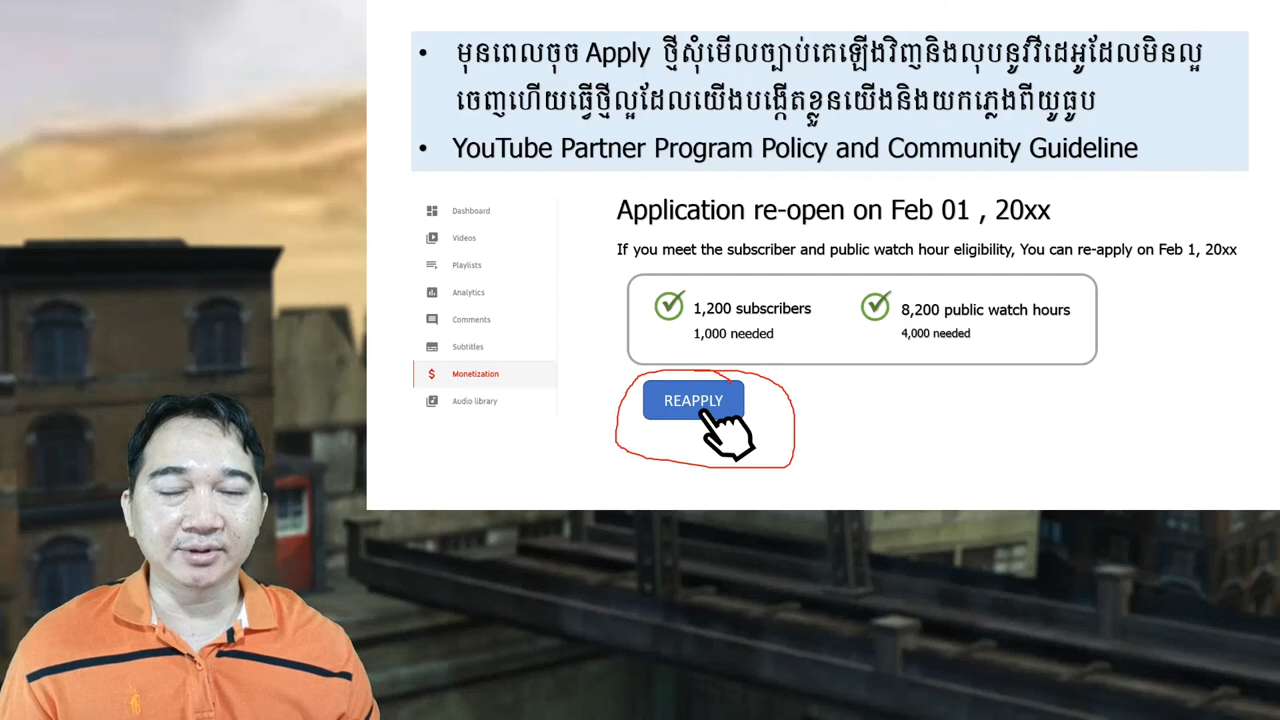 មុនពេលចុច Apply ថ្មីសុំមើលច្បាប់គេឡើងវិញនិងលុបនូវវីដេអូដែលមិនល្អ
ចេញហើយធ្វើថ្មីល្អដែលយើងបង្កើតខ្លួនយើងនិងយកភ្លេងពីយូធូប
YouTube Partner Program Policy and Community Guideline
Dashboard
Videos
Playlists
Analytics
Comments
Subtitles
Monetization
Audio library
Application re-open on Feb 01 , 20xx
If you meet the subscriber and public watch hour eligibility, You can re-apply on Feb 1, 20xx
1,200 subscribers
1,000 needed
8,200 public watch hours
4,000 needed
REAPPLY